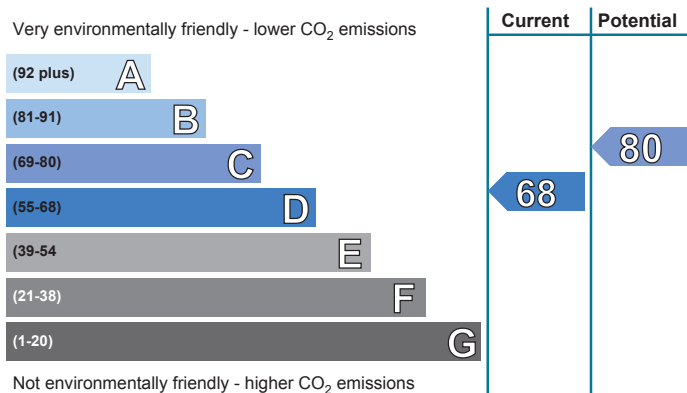 Very environmentally friendly - lower CO2 emissions
Current
Potential
(92 plus) A
(81-91) B
(69-80) C
(55-68) D
(39-54 E
(21-38) F
(1-20) G
80
68
Not environmentally friendly - higher CO2 emissions